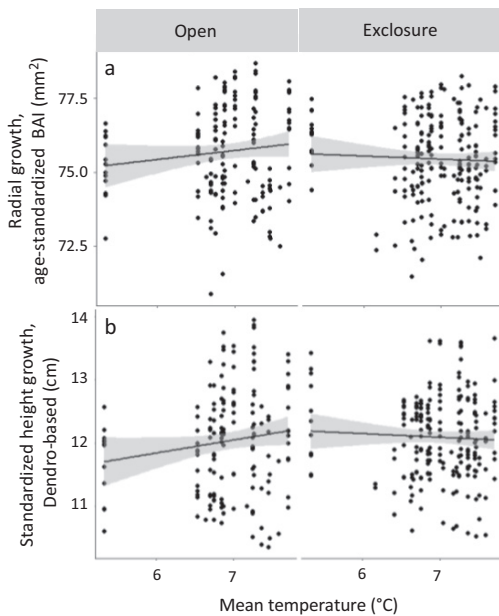 Open
Exclosure
a
Radial growth,
age-standardized BAI (mm²)
77.5
75.0
72.5
b
Standardized height growth,
Dendro-based (cm)
14
13
12
11
6
7
6
7
Mean temperature (°C)